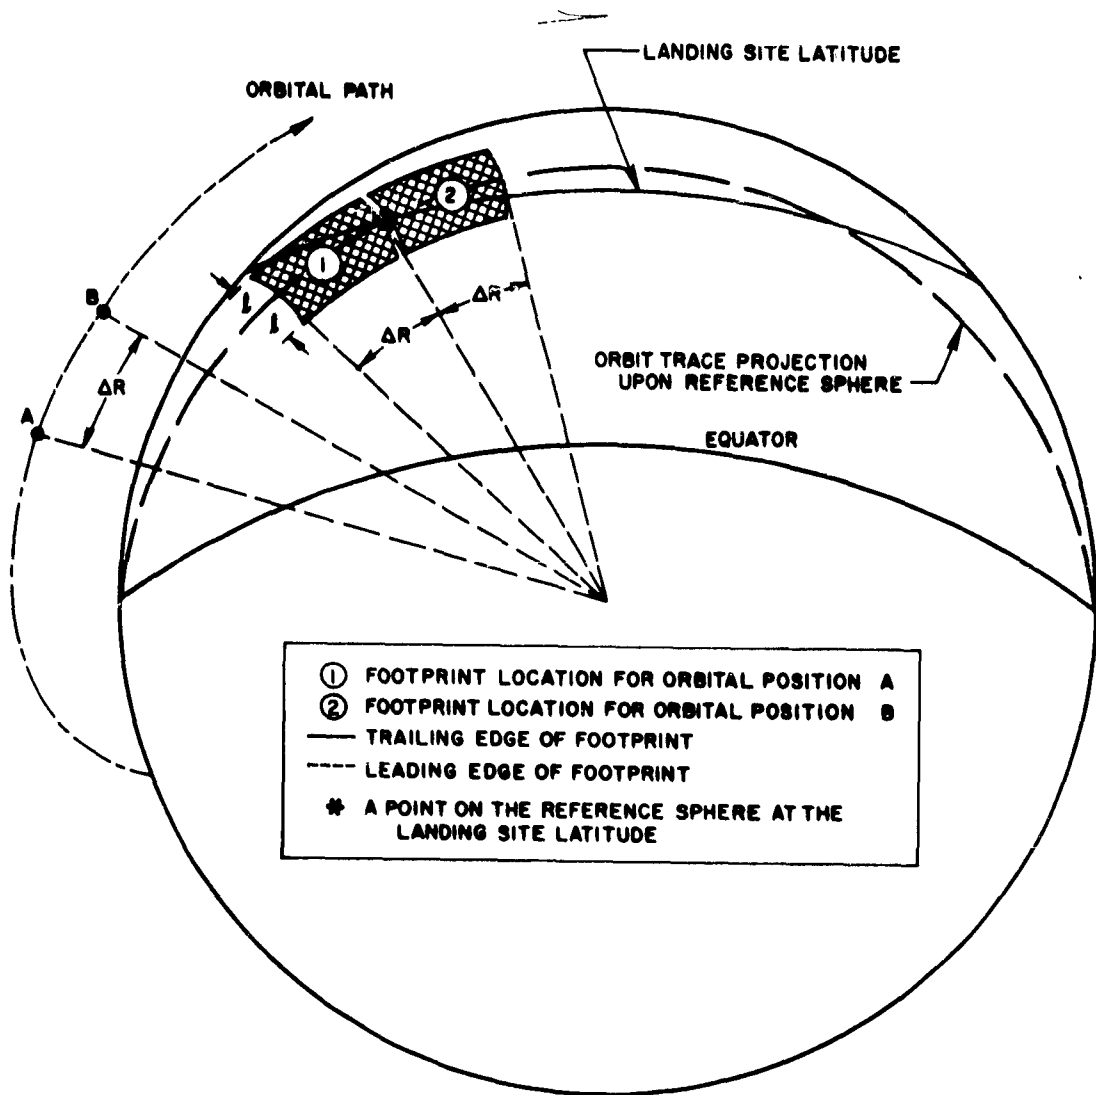 LANDING SITE LATITUDE
ORBITAL PATH
2
1
B
l
l
ΔR
ΔR
ΔR
A
ORBIT TRACE PROJECTION
UPON REFERENCE SPHERE
EQUATOR
1 FOOTPRINT LOCATION FOR ORBITAL POSITION A
2 FOOTPRINT LOCATION FOR ORBITAL POSITION B
TRAILING EDGE OF FOOTPRINT
LEADING EDGE OF FOOTPRINT
* A POINT ON THE REFERENCE SPHERE AT THE
LANDING SITE LATITUDE